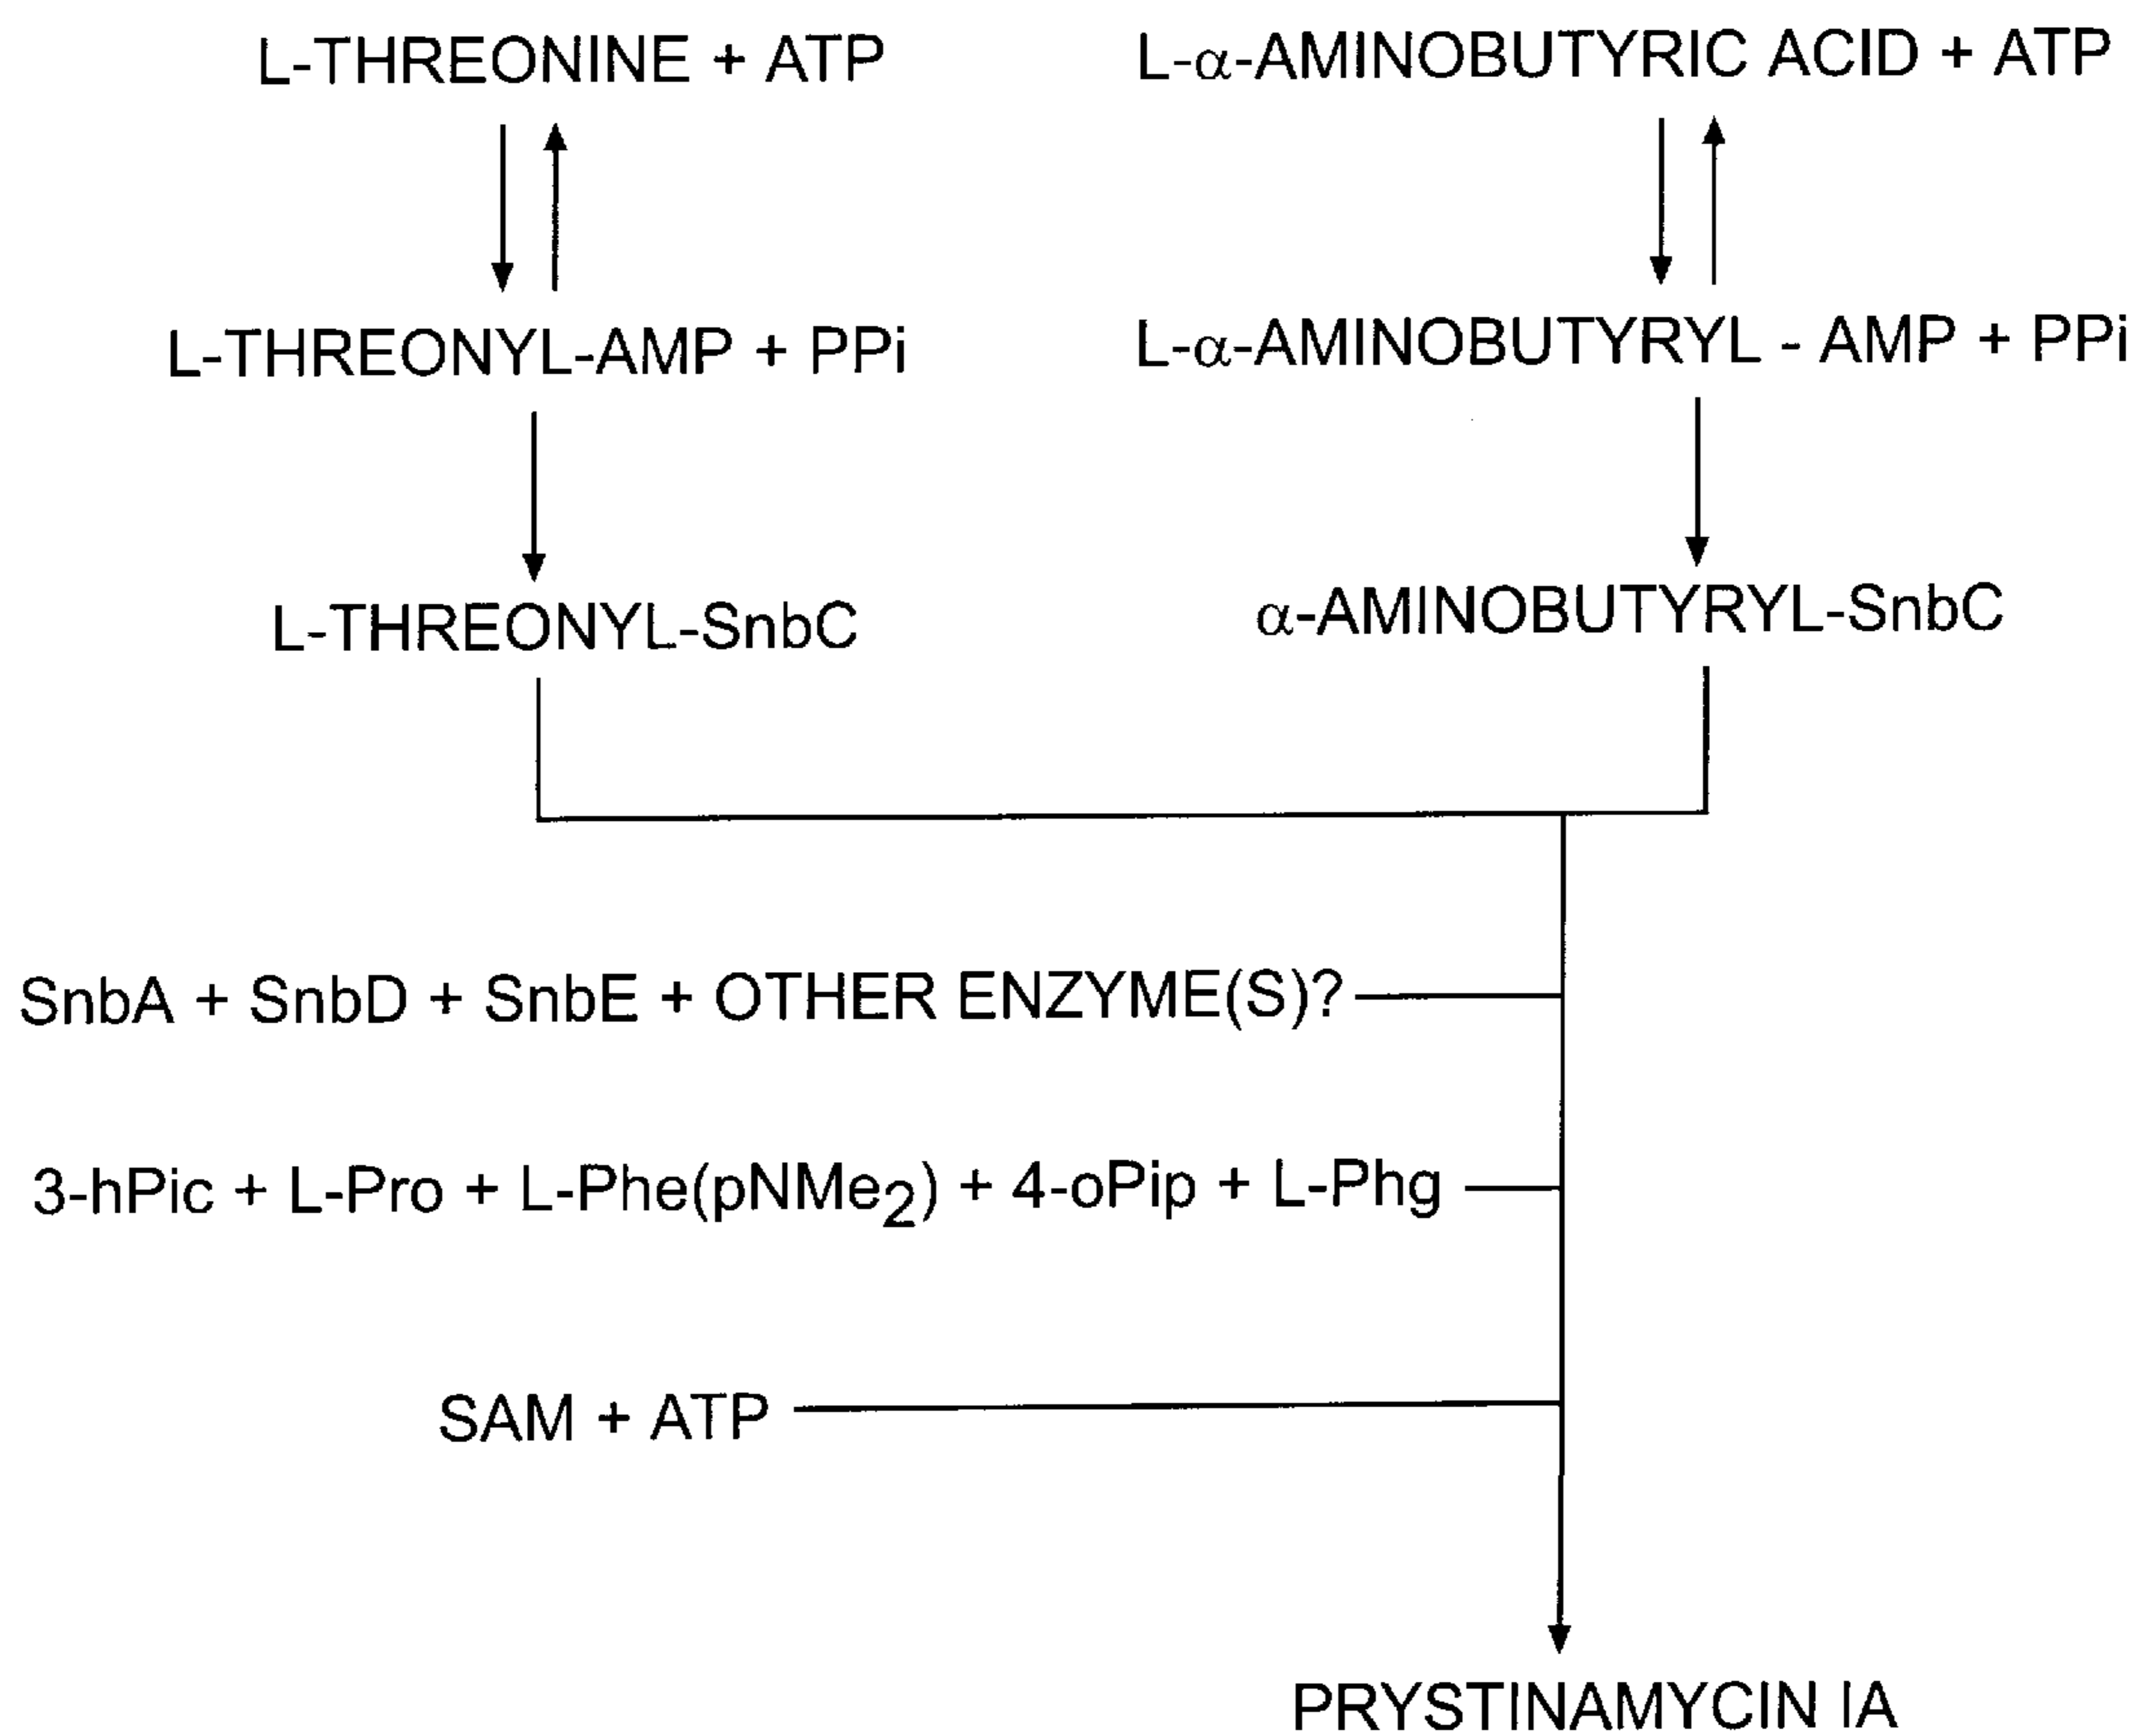 L-THREONINE + ATP
L-α-AMINOBUTYRIC ACID + ATP
L-THREONYL-AMP + PPi
L-α-AMINOBUTYRYL - AMP + PPi
L-THREONYL-SnbC
α-AMINOBUTYRYL-SnbC
SnbA + SnbD + SnbE + OTHER ENZYME(S)?
3-hPic + L-Pro + L-Phe(pNMe2) + 4-oPip + L-Phg
SAM + ATP
PRYSTINAMYCIN IA